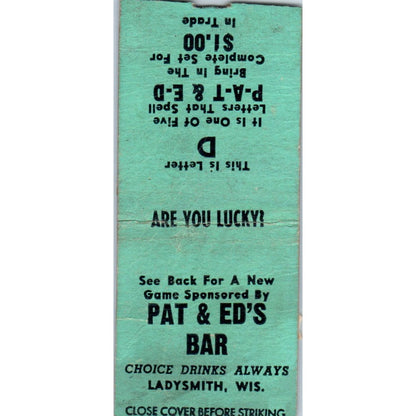 This Is Letter
D
It Is One Of Five
Letters That Spell
P-A-T & E-D
Bring In The
Complete Set For
$1.00
In Trade
ARE YOU LUCKY?
See Back For A New
Game Sponsored By
PAT & ED'S
BAR
CHOICE DRINKS ALWAYS
LADYSMITH, WIS.
CLOSE COVER BEFORE STRIKING